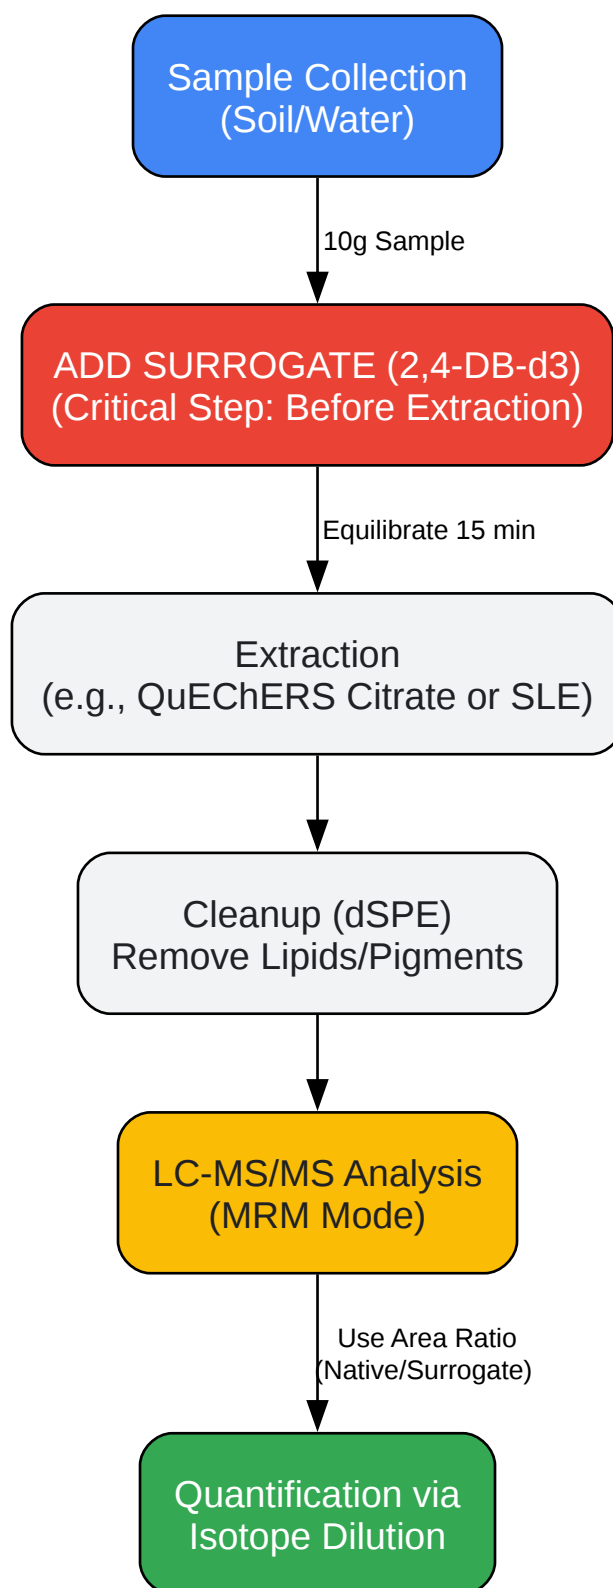 Sample Collection
(Soil/Water)
10g Sample
ADD SURROGATE (2,4-DB-d3)
(Critical Step: Before Extraction)
Equilibrate 15 min
Extraction
(e.g., QuEChERS Citrate or SLE)
Cleanup (dSPE)
Remove Lipids/Pigments
LC-MS/MS Analysis
(MRM Mode)
Use Area Ratio
(Native/Surrogate)
Quantification via
Isotope Dilution